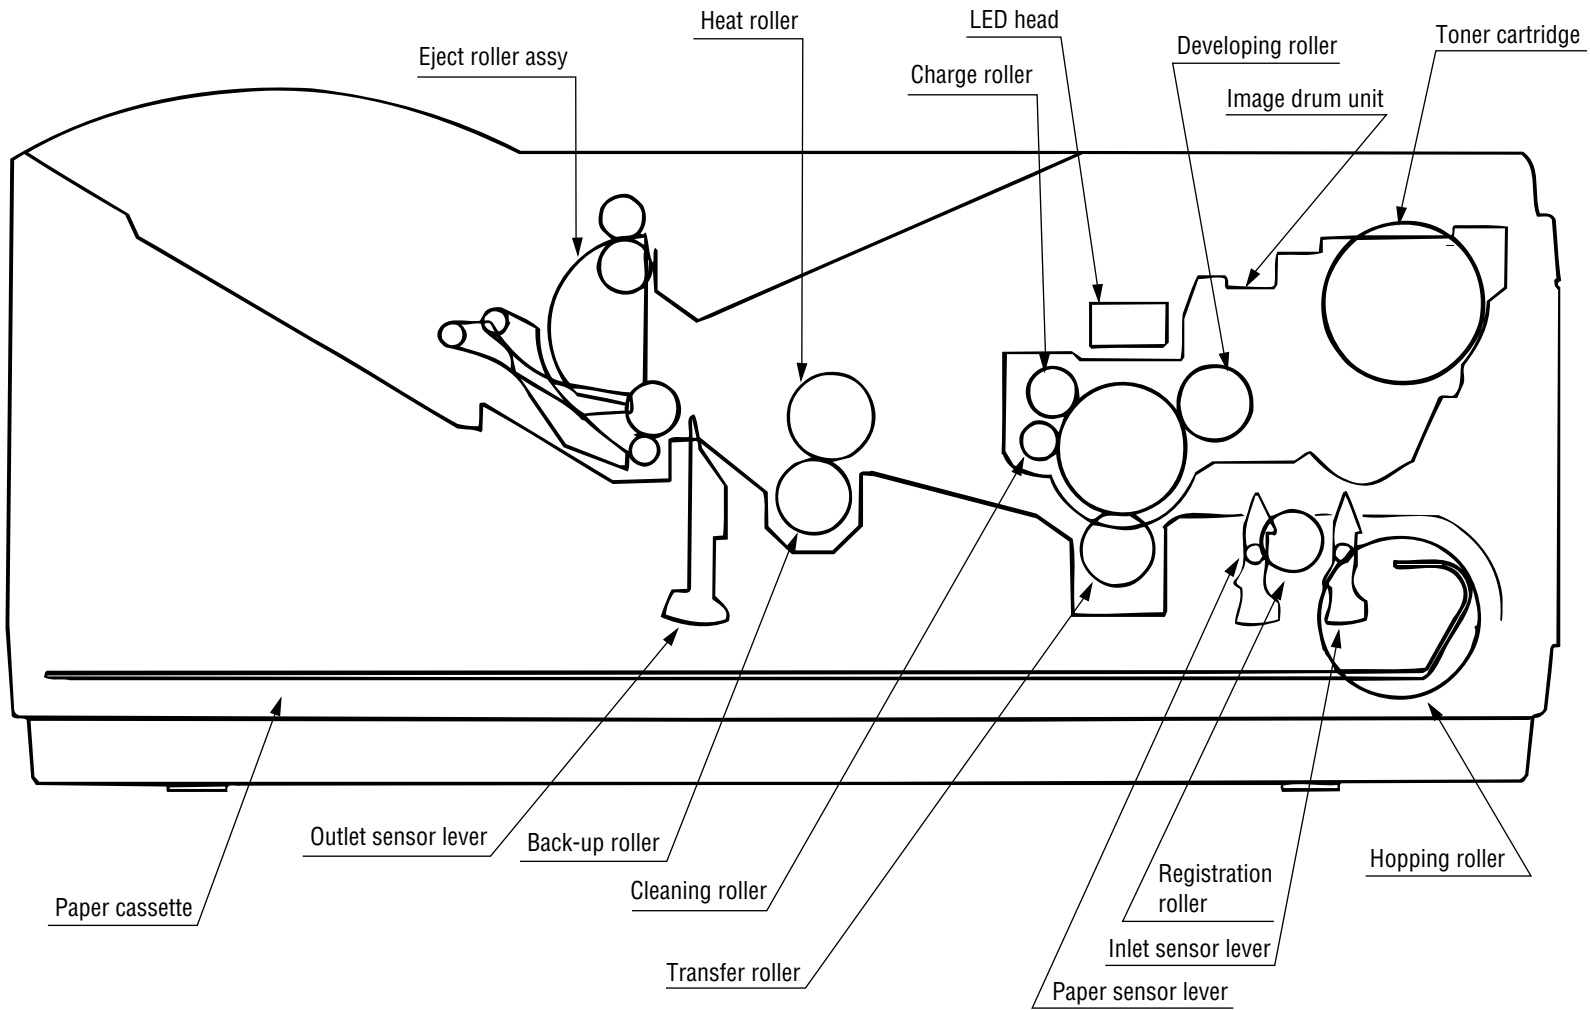 LED head
Heat roller
Toner cartridge
Developing roller
Eject roller assy
Charge roller
Image drum unit
Outlet sensor lever
Back-up roller
Hopping roller
Registration
roller
Cleaning roller
Paper cassette
Inlet sensor lever
Transfer roller
Paper sensor lever